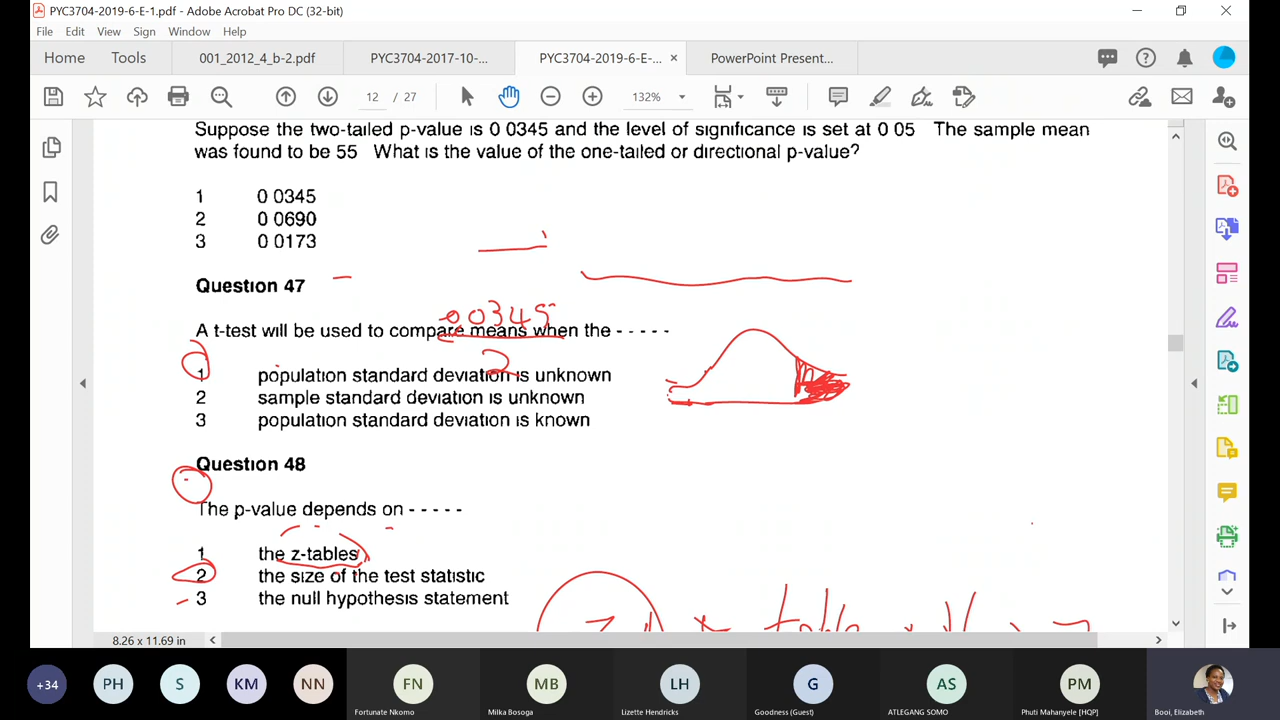 PYC3704-2019-6-E-1.pdf - Adobe Acrobat Pro DC (32-bit)
File Edit View Sign Window Help
Home Tools 001_2012_4_b-2.pdf PYC3704-2017-10-... PYC3704-2019-6-E-... × PowerPoint Present...
12 / 27 132%
Suppose the two-tailed p-value is 0 0345 and the level of significance is set at 0 05 The sample mean
was found to be 55 What is the value of the one-tailed or directional p-value?
1 0 0345
2 0 0690
3 0 0173
Question 47
00345
A t-test will be used to compare means when the - - - - -
2
1 population standard deviation is unknown
2 sample standard deviation is unknown
3 population standard deviation is known
Question 48
The p-value depends on - - - - -
1 the z-tables
2 the size of the test statistic
3 the null hypothesis statement
8.26 x 11.69 in
+34 PH S KM NN FN MB LH G AS PM
Fortunate Nkomo Milka Bosoga Lizette Hendricks Goodness (Guest) ATLEGANG SOMO Phuti Mahanyele [HQP] Booi, Elizabeth